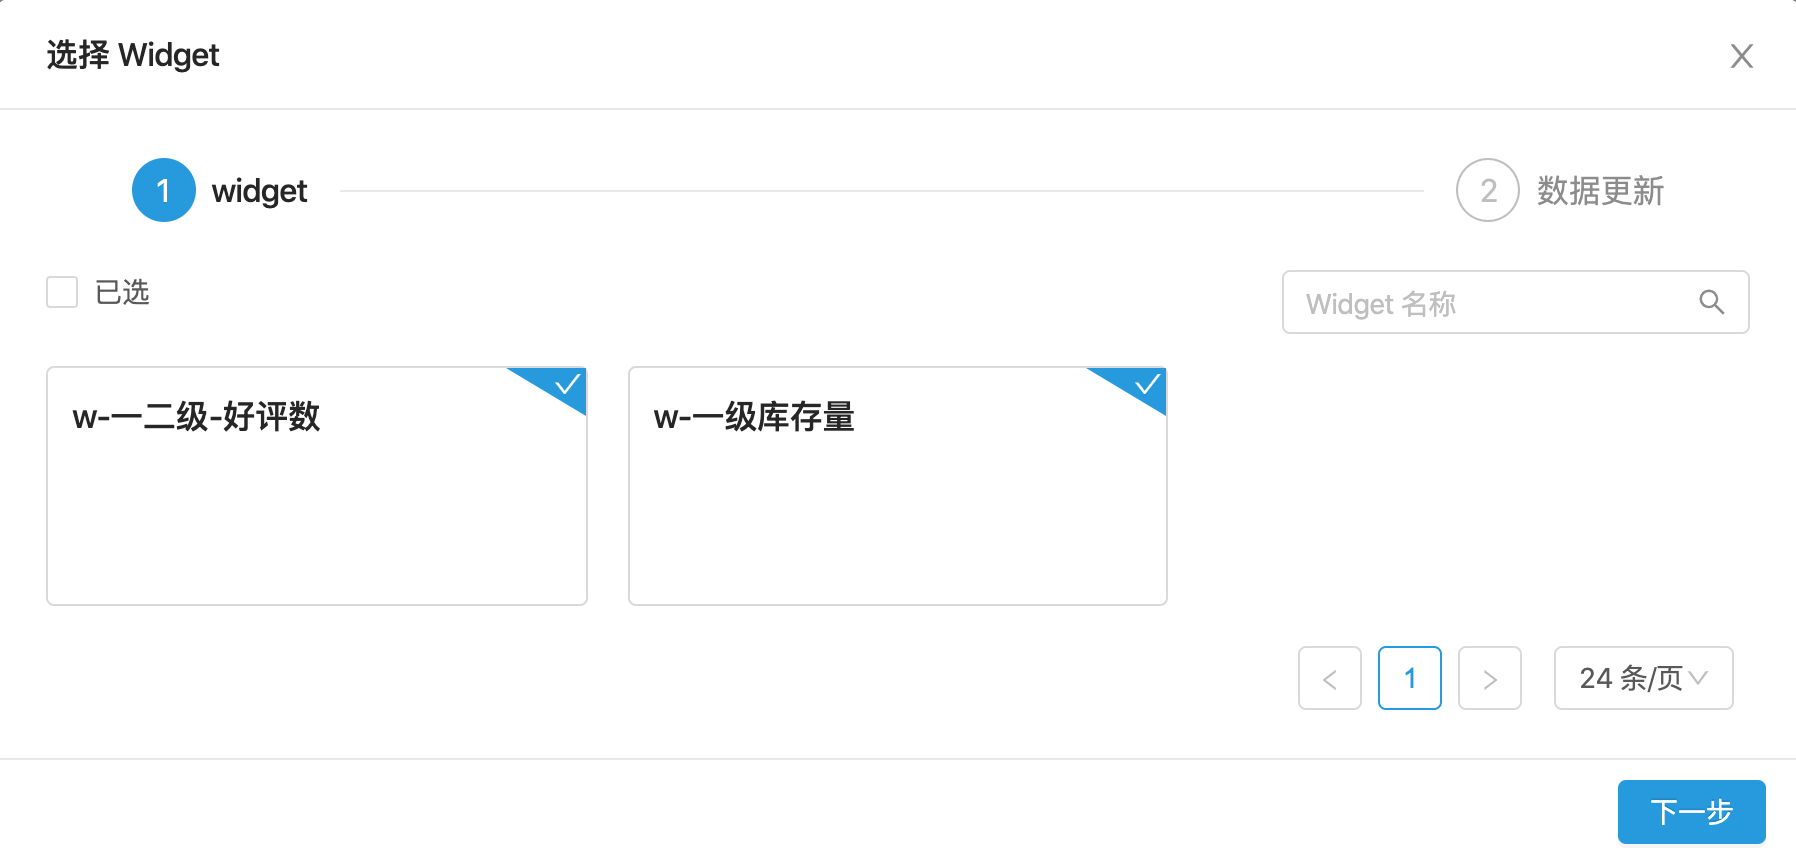 选择 Widget
1 widget
2 数据更新
已选
Widget 名称
w-一二级-好评数
w-一级库存量
1
24 条/页
下一步